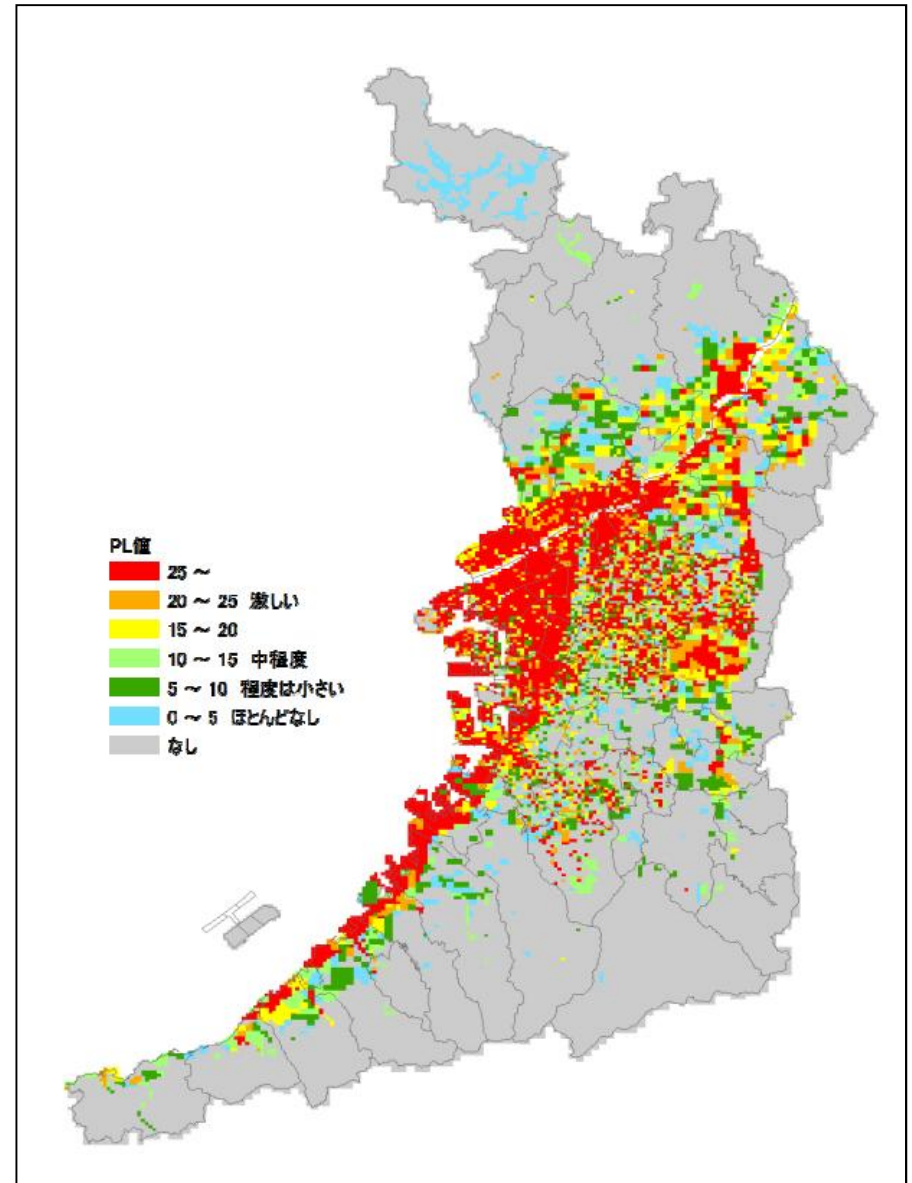 PL値
25 ～
20 ～ 25 激しい
15 ～ 20
10 ～ 15 中程度
5 ～ 10 程度は小さい
0 ～ 5 ほとんどなし
なし